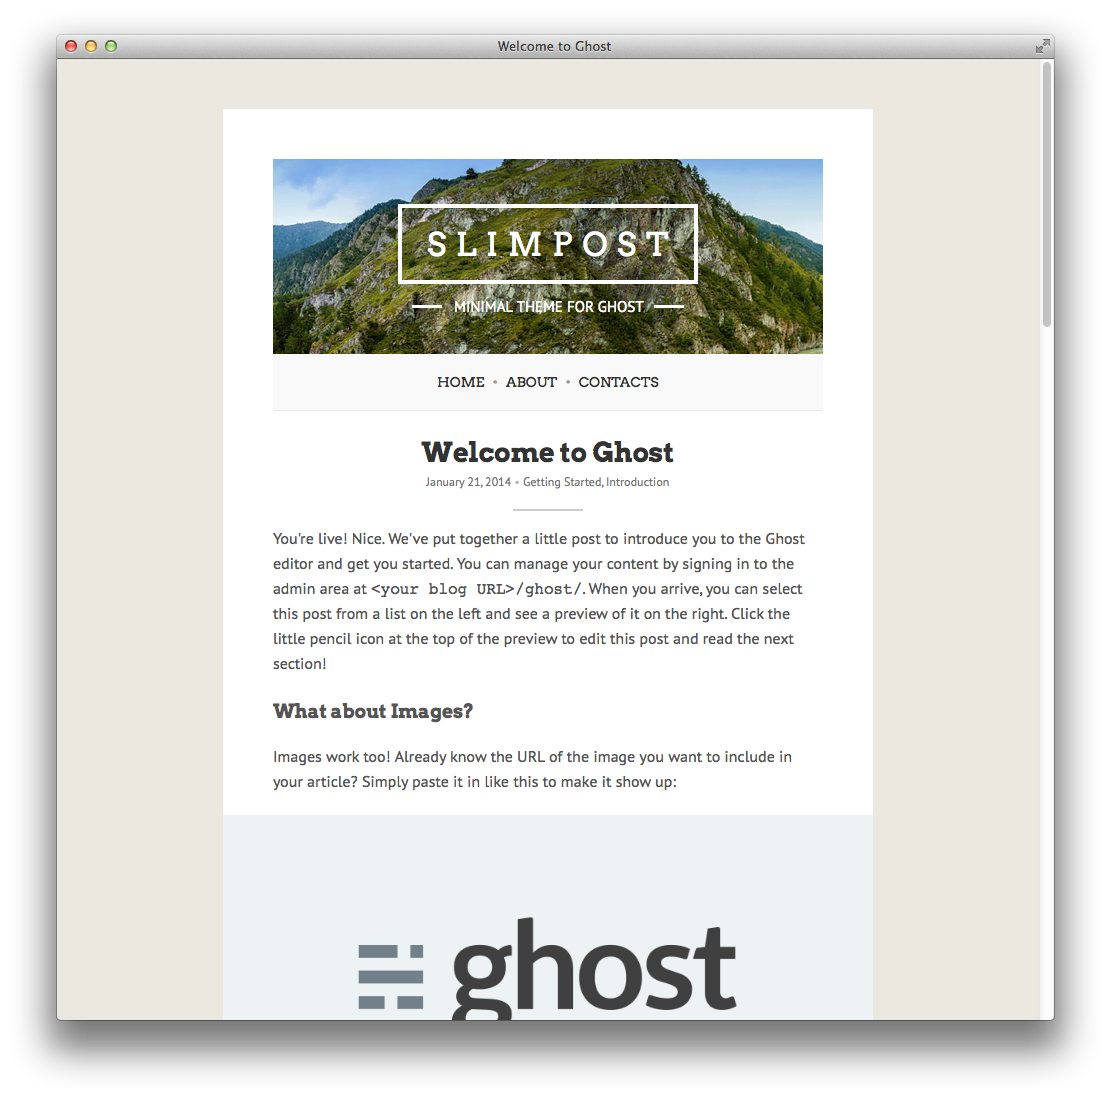 Welcome to Ghost
SLIMPOST
MINIMAL THEME FOR GHOST
HOME • ABOUT • CONTACTS
Welcome to Ghost
January 21, 2014 • Getting Started, Introduction
You're live! Nice. We've put together a little post to introduce you to the Ghost
editor and get you started. You can manage your content by signing in to the
admin area at <your blog URL>/ghost/. When you arrive, you can select
this post from a list on the left and see a preview of it on the right. Click the
little pencil icon at the top of the preview to edit this post and read the next
section!
What about Images?
Images work too! Already know the URL of the image you want to include in
your article? Simply paste it in like this to make it show up:
ghost